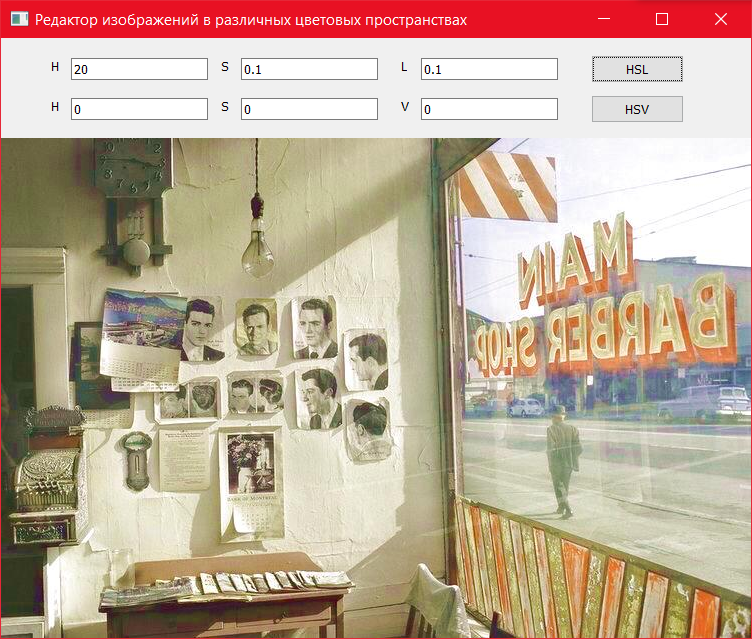 Редактор изображений в различных цветовых пространствах
H 20 S 0.1 L 0.1 HSL
H 0 S 0 V 0 HSV
MAIN
BARBER SHOP
BANK OF MONTREAL